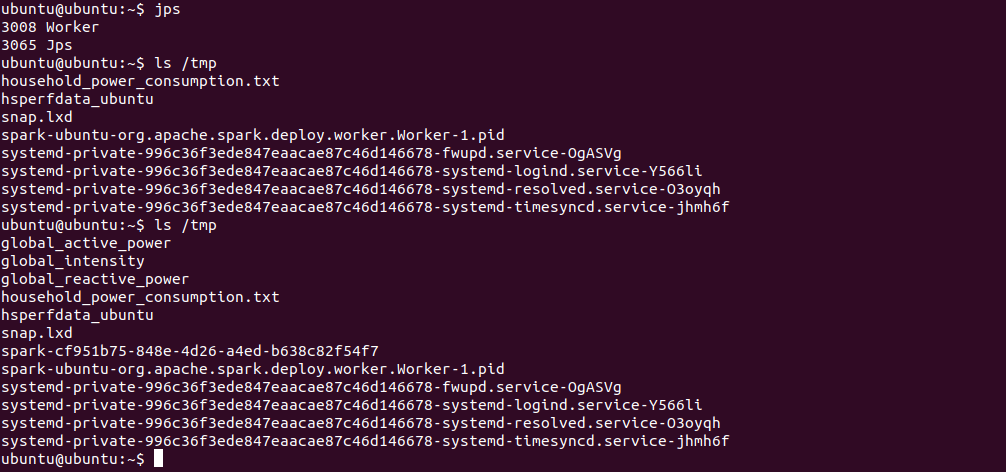 ubuntu@ubuntu:~$ jps
3008 Worker
3065 Jps
ubuntu@ubuntu:~$ ls /tmp
household_power_consumption.txt
hsperfdata_ubuntu
snap.lxd
spark-ubuntu-org.apache.spark.deploy.worker.Worker-1.pid
systemd-private-996c36f3ede847eaacae87c46d146678-fwupd.service-OgASVg
systemd-private-996c36f3ede847eaacae87c46d146678-systemd-logind.service-Y566li
systemd-private-996c36f3ede847eaacae87c46d146678-systemd-resolved.service-O3oyqh
systemd-private-996c36f3ede847eaacae87c46d146678-systemd-timesyncd.service-jhmh6f
ubuntu@ubuntu:~$ ls /tmp
global_active_power
global_intensity
global_reactive_power
household_power_consumption.txt
hsperfdata_ubuntu
snap.lxd
spark-cf951b75-848e-4d26-a4ed-b638c82f54f7
spark-ubuntu-org.apache.spark.deploy.worker.Worker-1.pid
systemd-private-996c36f3ede847eaacae87c46d146678-fwupd.service-OgASVg
systemd-private-996c36f3ede847eaacae87c46d146678-systemd-logind.service-Y566li
systemd-private-996c36f3ede847eaacae87c46d146678-systemd-resolved.service-O3oyqh
systemd-private-996c36f3ede847eaacae87c46d146678-systemd-timesyncd.service-jhmh6f
ubuntu@ubuntu:~$